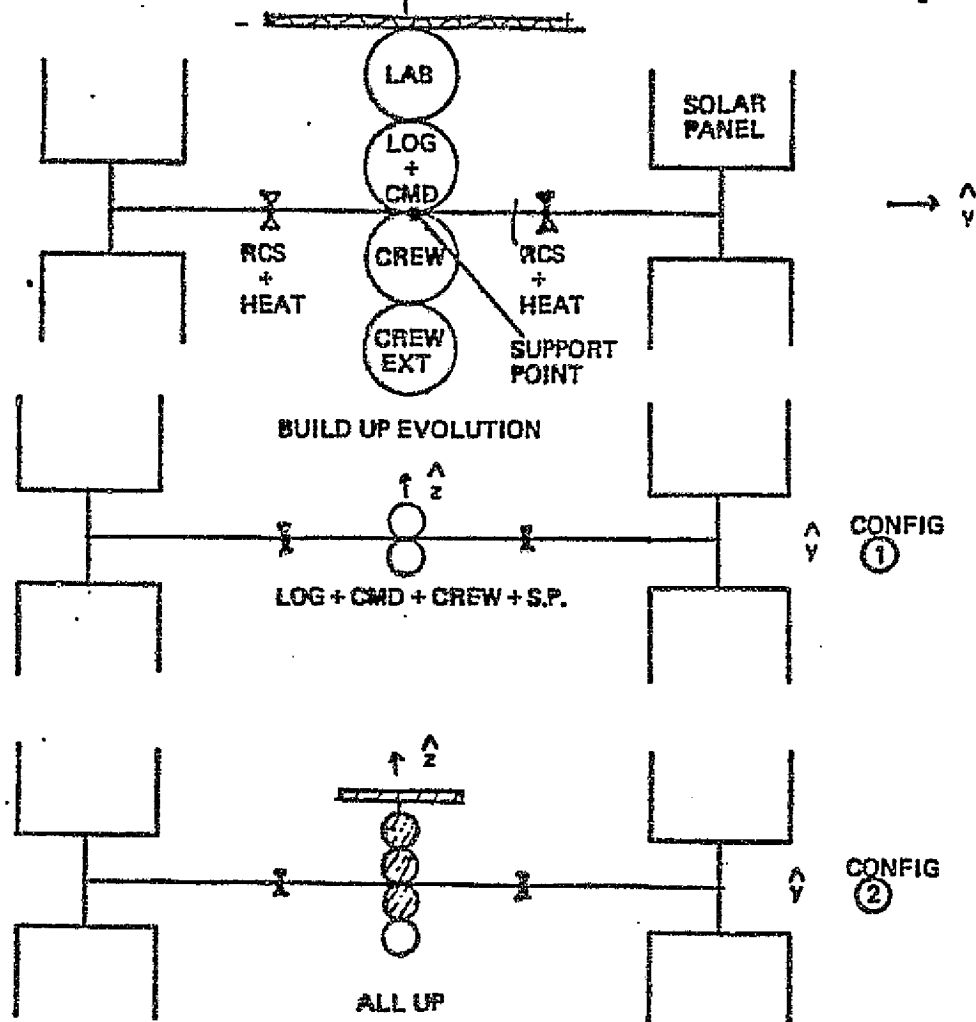 LAB
LOG
+
CMD
CREW
CREW
EXT
SOLAR
PANEL
RCS
+
HEAT
RCS
+
HEAT
SUPPORT
POINT
^
y
BUILD UP EVOLUTION
^
z
LOG + CMD + CREW + S.P.
^
y
CONFIG
1
^
z
^
y
CONFIG
2
ALL UP